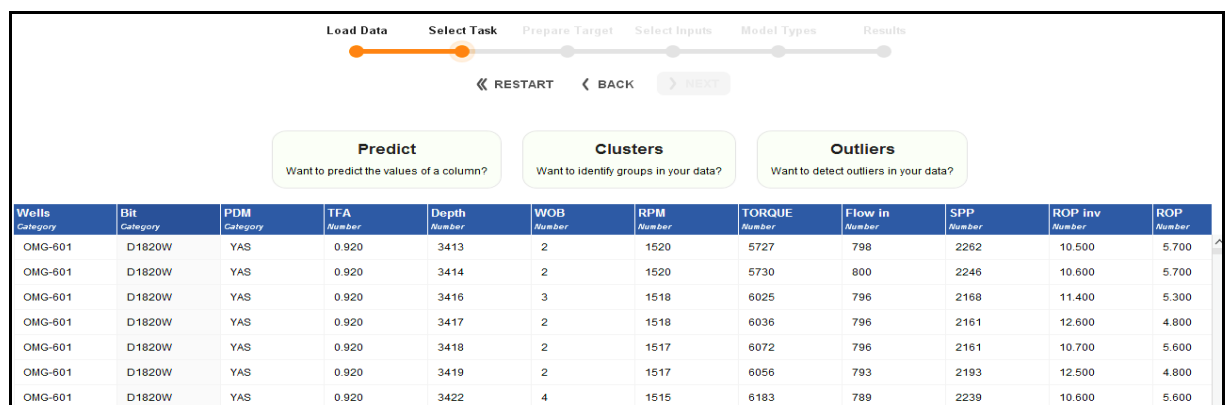 Load Data Select Task Prepare Target Select Inputs Model Types Results
« RESTART ‹ BACK › NEXT
Predict Clusters Outliers
Want to predict the values of a column? Want to identify groups in your data? Want to detect outliers in your data?
Wells Bit PDM TFA Depth WOB RPM TORQUE Flow in SPP ROP inv ROP
Category Category Category Number Number Number Number Number Number Number Number Number
OMG-601 D1820W YAS 0.920 3413 2 1520 5727 798 2262 10.500 5.700
OMG-601 D1820W YAS 0.920 3414 2 1520 5730 800 2246 10.600 5.700
OMG-601 D1820W YAS 0.920 3416 3 1518 6025 796 2168 11.400 5.300
OMG-601 D1820W YAS 0.920 3417 2 1518 6036 796 2161 12.600 4.800
OMG-601 D1820W YAS 0.920 3418 2 1517 6072 796 2161 10.700 5.600
OMG-601 D1820W YAS 0.920 3419 2 1517 6056 793 2193 12.500 4.800
OMG-601 D1820W YAS 0.920 3422 4 1515 6183 789 2239 10.600 5.600